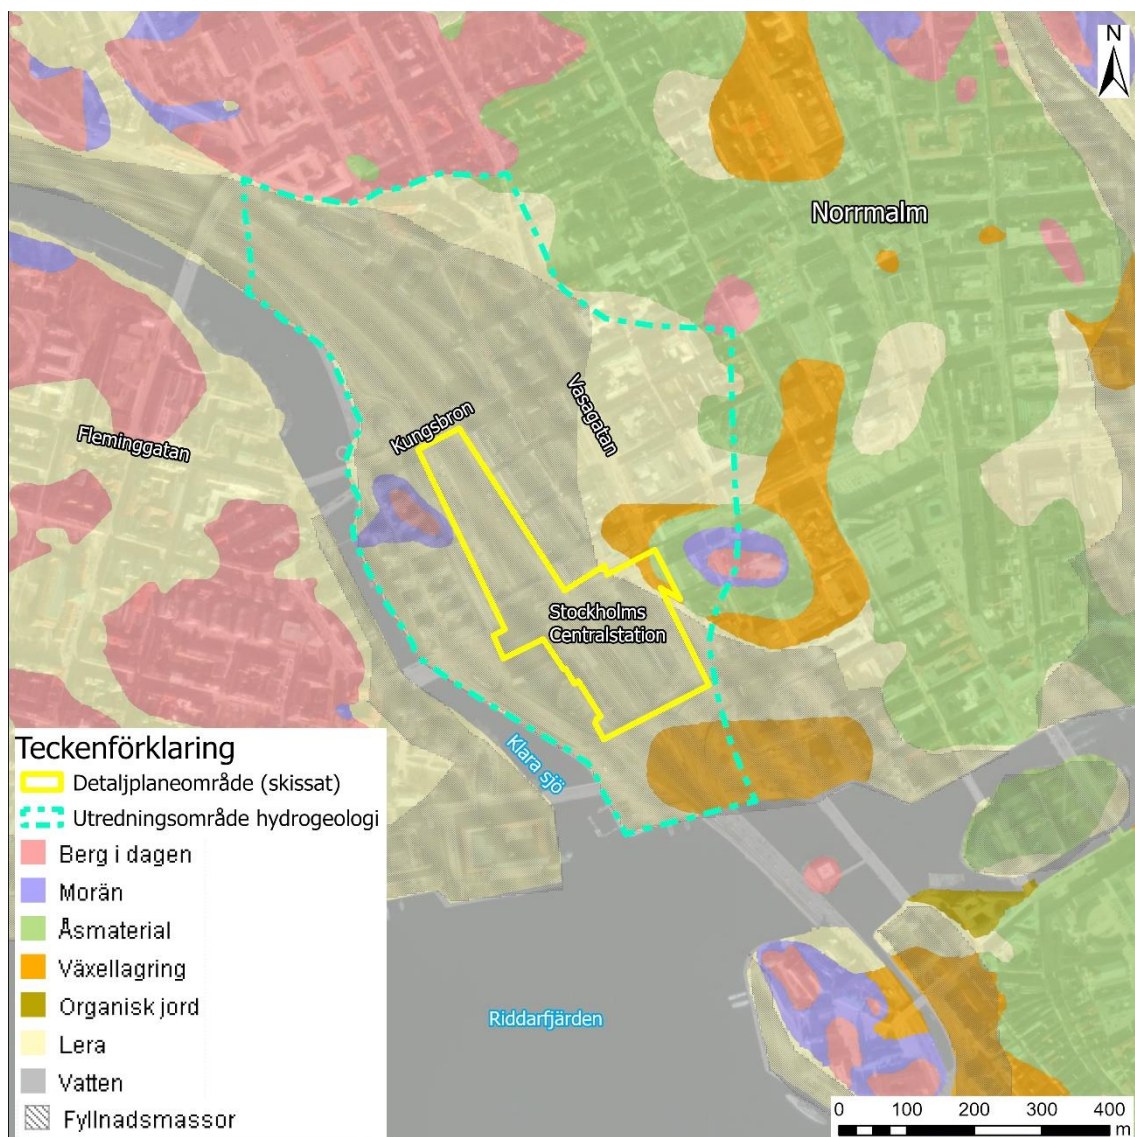 N
Norrmalm
Vasagatan
Kungsbron
Fleminggatan
Stockholms
Centralstation
Klara sjö
Riddarfjärden
Teckenförklaring
Detaljplaneområde (skissat)
Utredningsområde hydrogeologi
Berg i dagen
Morän
Åsmaterial
Växellagring
Organisk jord
Lera
Vatten
Fyllnadsmassor
0 100 200 300 400
m